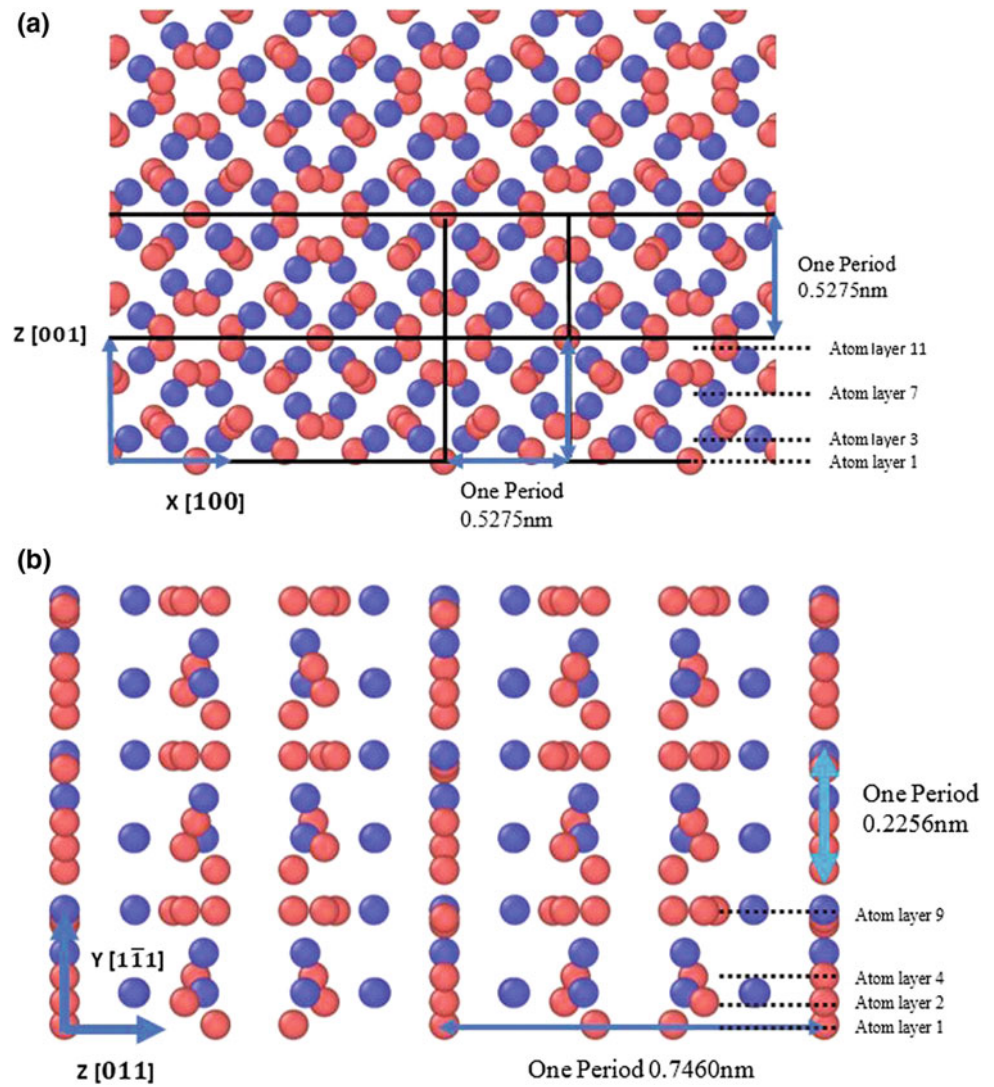 (a)
One Period
0.5275nm
Z [001]
Atom layer 11
Atom layer 7
Atom layer 3
Atom layer 1
X [100]
One Period
0.5275nm
(b)
One Period
0.2256nm
Atom layer 9
Y [11̅1]
Atom layer 4
Atom layer 2
Atom layer 1
Z [011]
One Period 0.7460nm